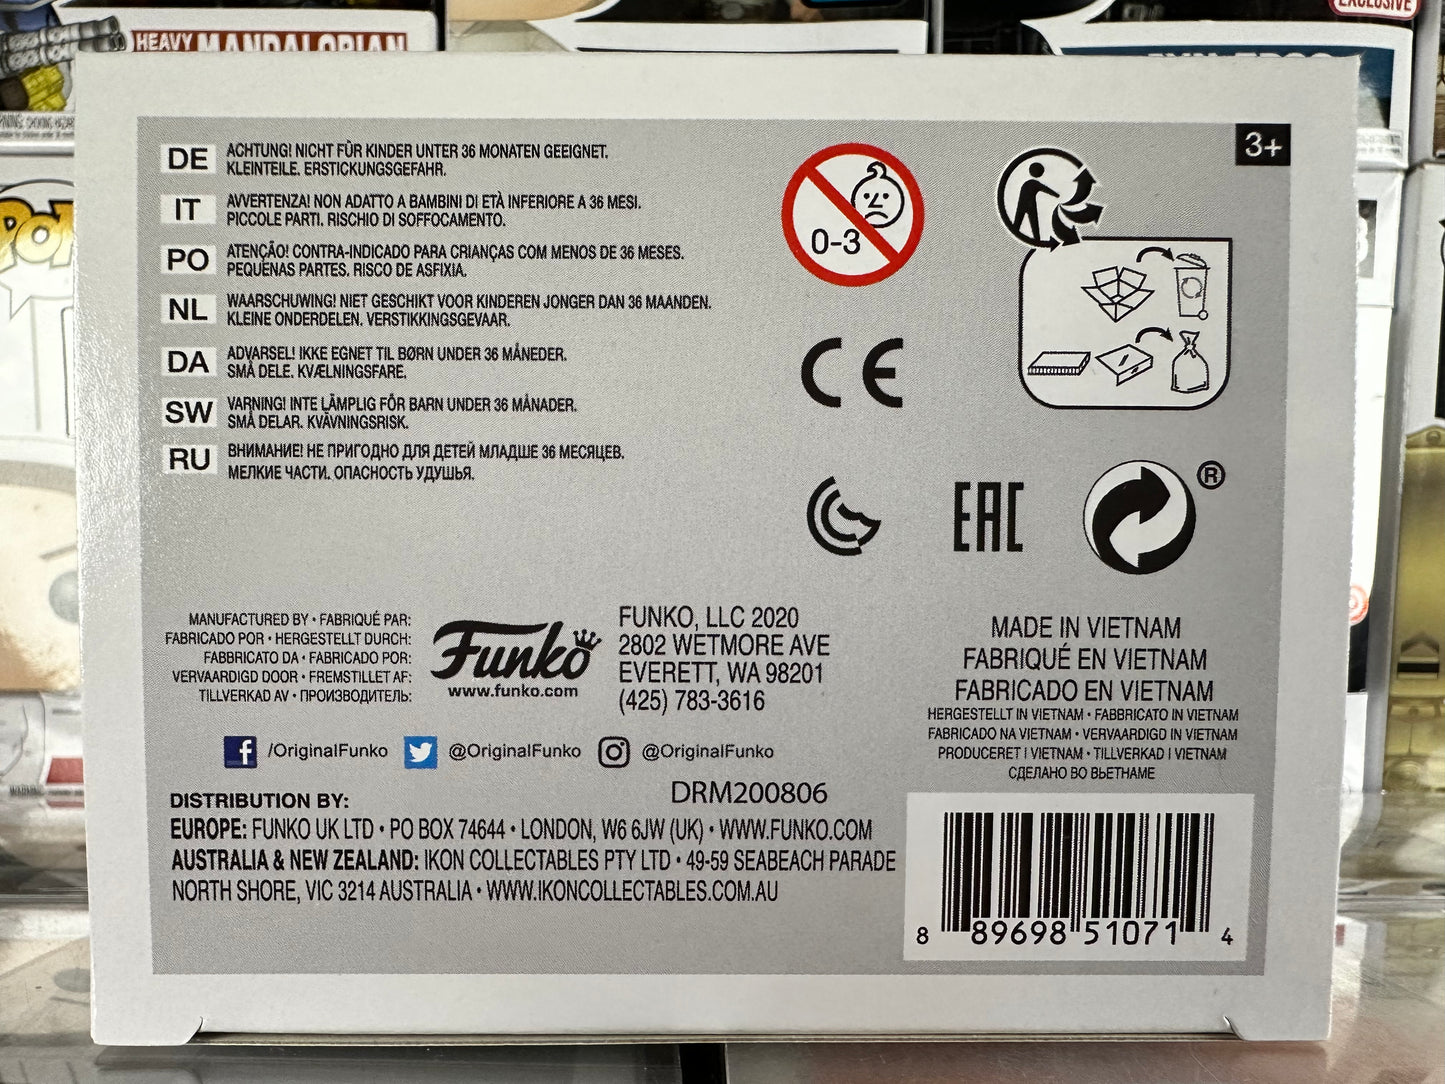 HEAVY MANDALORIAN
EXCLUSIVE
POP
3+
DE ACHTUNG! NICHT FÜR KINDER UNTER 36 MONATEN GEEIGNET.
KLEINTEILE. ERSTICKUNGSGEFAHR.
IT AVVERTENZA! NON ADATTO A BAMBINI DI ETÀ INFERIORE A 36 MESI.
PICCOLE PARTI. RISCHIO DI SOFFOCAMENTO.
PO ATENÇÃO! CONTRA-INDICADO PARA CRIANÇAS COM MENOS DE 36 MESES.
PEQUENAS PARTES. RISCO DE ASFIXIA.
NL WAARSCHUWING! NIET GESCHIKT VOOR KINDEREN JONGER DAN 36 MAANDEN.
KLEINE ONDERDELEN. VERSTIKKINGSGEVAAR.
DA ADVARSEL! IKKE EGNET TIL BØRN UNDER 36 MÅNEDER.
SMÅ DELE. KVÆLNINGSFARE.
SW VARNING! INTE LÄMPLIG FÖR BARN UNDER 36 MÅNADER.
SMÅ DELAR. KVÄVNINGSRISK.
RU ВНИМАНИЕ! НЕ ПРИГОДНО ДЛЯ ДЕТЕЙ МЛАДШЕ 36 МЕСЯЦЕВ.
МЕЛКИЕ ЧАСТИ. ОПАСНОСТЬ УДУШЬЯ.
0-3
CE
EAC
®
MANUFACTURED BY • FABRIQUÉ PAR:
FABRICADO POR • HERGESTELLT DURCH:
FABBRICATO DA • FABRICADO POR:
VERVAARDIGD DOOR • FREMSTILLET AF:
TILLVERKAD AV • ПРОИЗВОДИТЕЛЬ:
Funko
www.funko.com
FUNKO, LLC 2020
2802 WETMORE AVE
EVERETT, WA 98201
(425) 783-3616
MADE IN VIETNAM
FABRIQUÉ EN VIETNAM
FABRICADO EN VIETNAM
HERGESTELLT IN VIETNAM • FABBRICATO IN VIETNAM
FABRICADO NA VIETNAM • VERVAARDIGD IN VIETNAM
PRODUCERET I VIETNAM • TILLVERKAD I VIETNAM
СДЕЛАНО ВО ВЬЕТНАМЕ
/OriginalFunko @OriginalFunko @OriginalFunko
DRM200806
DISTRIBUTION BY:
EUROPE: FUNKO UK LTD • PO BOX 74644 • LONDON, W6 6JW (UK) • WWW.FUNKO.COM
AUSTRALIA & NEW ZEALAND: IKON COLLECTABLES PTY LTD • 49-59 SEABEACH PARADE
NORTH SHORE, VIC 3214 AUSTRALIA • WWW.IKONCOLLECTABLES.COM.AU
8 89698 51071 4